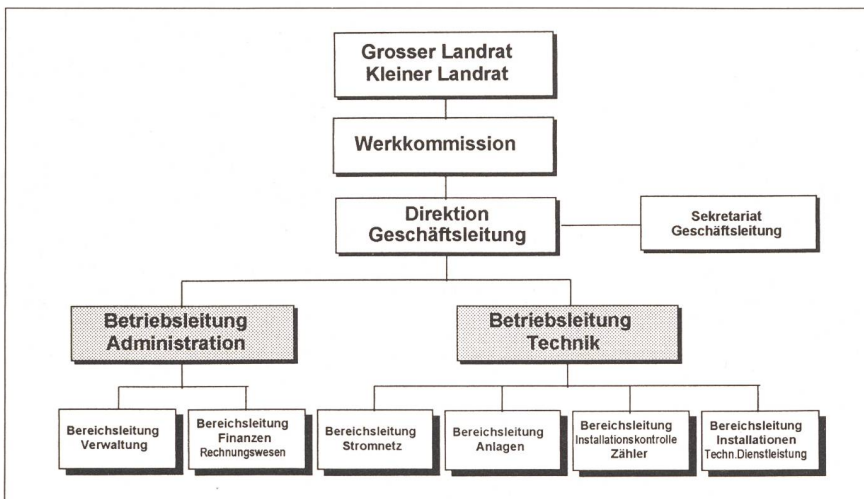 Grosser Landrat
Kleiner Landrat
Werkkommission
Direktion
Geschäftsleitung
Sekretariat
Geschäftsleitung
Betriebsleitung
Administration
Betriebsleitung
Technik
Bereichsleitung
Verwaltung
Bereichsleitung
Finanzen
Rechnungswesen
Bereichsleitung
Stromnetz
Bereichsleitung
Anlagen
Bereichsleitung
Installationskontrolle
Zähler
Bereichsleitung
Installationen
Techn.Dienstleistung